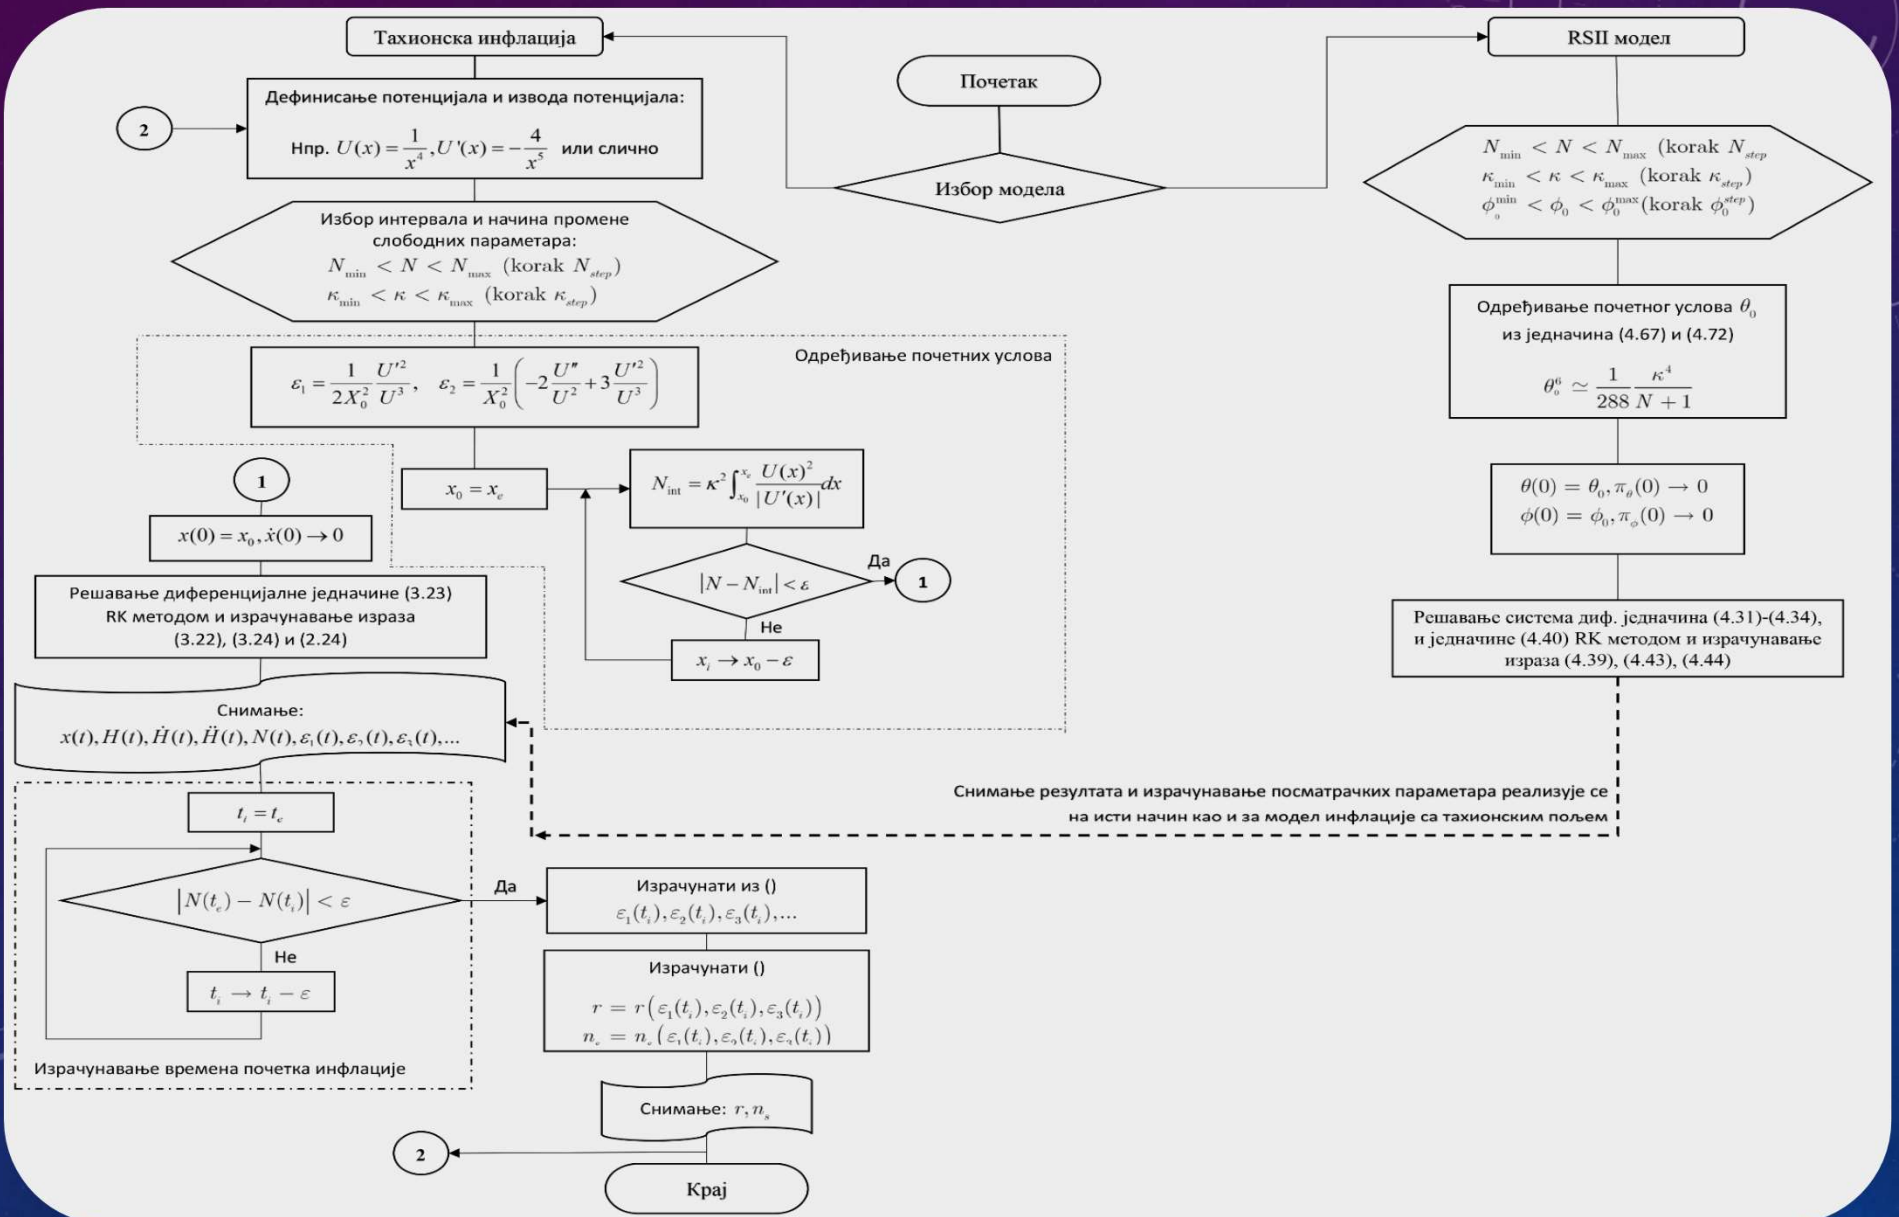 Почетак
Избор модела
Тахионска инфлација
2
Дефинисање потенцијала и извода потенцијала:
Нпр. U(x) = 1/x⁴, U'(x) = −4/x⁵ или слично
Избор интервала и начина промене
слободних параметара:
N_min < N < N_max (korak N_step)
κ_min < κ < κ_max (korak κ_step)
Одређивање почетних услова
ε₁ = 1/(2X₀²) U'²/U³, ε₂ = 1/X₀² (−2 U''/U² + 3 U'²/U³)
x₀ = x_e
N_int = κ² ∫_{x₀}^{x_e} U(x)²/|U'(x)| dx
|N − N_int| < ε
Да
1
Не
x_i → x₀ − ε
1
x(0) = x₀, ẋ(0) → 0
Решавање диференцијалне једначине (3.23)
RK методом и израчунавање израза
(3.22), (3.24) и (2.24)
Снимање:
x(t), H(t), Ḣ(t), Ḧ(t), N(t), ε₁(t), ε₂(t), ε₃(t),...
t_i = t_e
|N(t_e) − N(t_i)| < ε
Не
t_i → t_i − ε
Израчунавање времена почетка инфлације
Да
Израчунати из ()
ε₁(t_i), ε₂(t_i), ε₃(t_i),...
Израчунати ()
r = r(ε₁(t_i), ε₂(t_i), ε₃(t_i))
n_s = n_s(ε₁(t_i), ε₂(t_i), ε₃(t_i))
Снимање: r, n_s
2
Крај
RSII модел
N_min < N < N_max (korak N_step
κ_min < κ < κ_max (korak κ_step)
ϕ₀^min < ϕ₀ < ϕ₀^max (korak ϕ₀^step)
Одређивање почетног услова θ₀
из једначина (4.67) и (4.72)
θ₀⁶ ≃ 1/288 κ⁴/(N + 1)
θ(0) = θ₀, π_θ(0) → 0
ϕ(0) = ϕ₀, π_ϕ(0) → 0
Решавање система диф. једначина (4.31)-(4.34),
и једначине (4.40) RK методом и израчунавање
израза (4.39), (4.43), (4.44)
Снимање резултата и израчунавање посматрачких параметара реализује се
на исти начин као и за модел инфлације са тахионским пољем